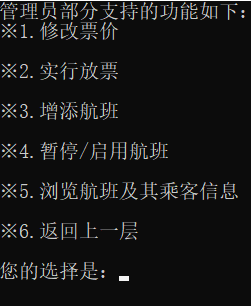 管理员部分支持的功能如下:
※1.修改票价
※2.实行放票
※3.增添航班
※4.暂停/启用航班
※5.浏览航班及其乘客信息
※6.返回上一层
您的选择是: